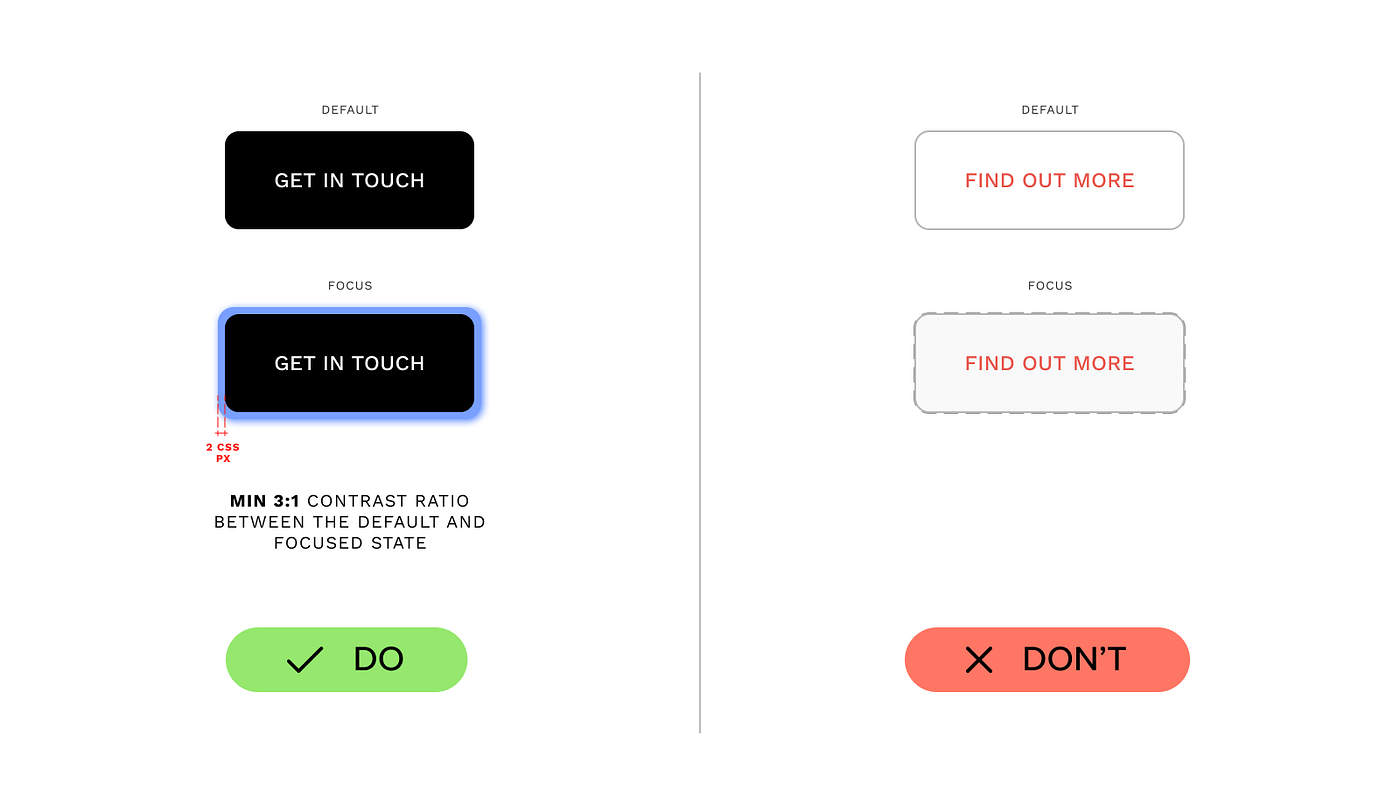 DEFAULT
GET IN TOUCH
FOCUS
GET IN TOUCH
2 CSS
PX
MIN 3:1 CONTRAST RATIO
BETWEEN THE DEFAULT AND
FOCUSED STATE
DO
DEFAULT
FIND OUT MORE
FOCUS
FIND OUT MORE
DON’T